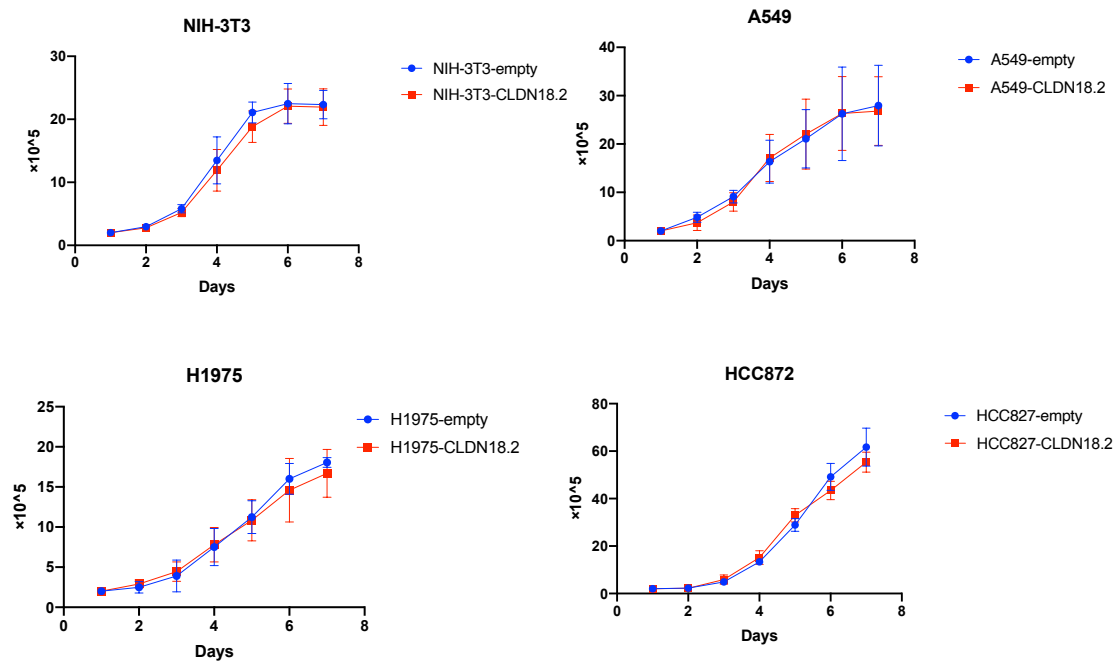 NIH-3T3
×10^5
30
20
10
0
0 2 4 6 8
Days
NIH-3T3-empty
NIH-3T3-CLDN18.2
A549
×10^5
40
30
20
10
0
0 2 4 6 8
Days
A549-empty
A549-CLDN18.2
H1975
×10^5
25
20
15
10
5
0
0 2 4 6 8
Days
H1975-empty
H1975-CLDN18.2
HCC872
×10^5
80
60
40
20
0
0 2 4 6 8
Days
HCC827-empty
HCC827-CLDN18.2